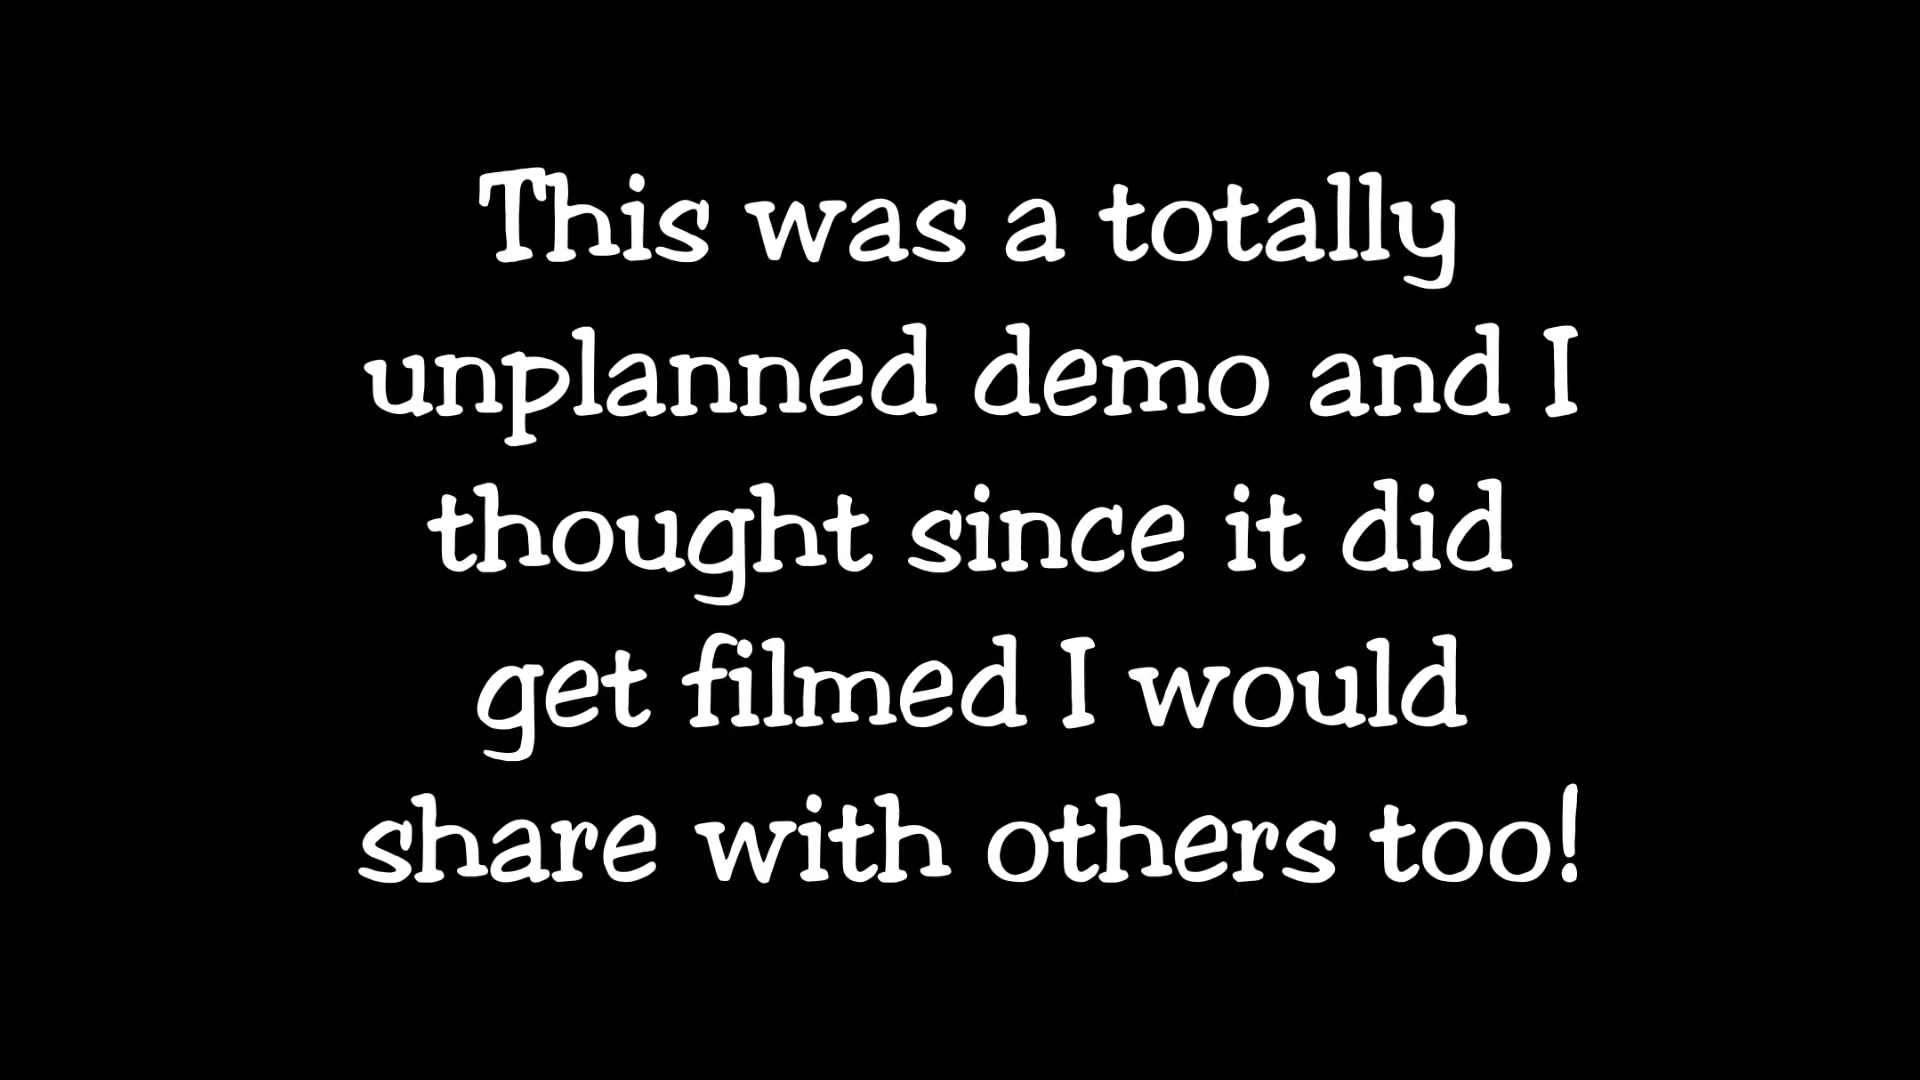 This was a totally
unplanned demo and I
thought since it did
get filmed I would
share with others too!